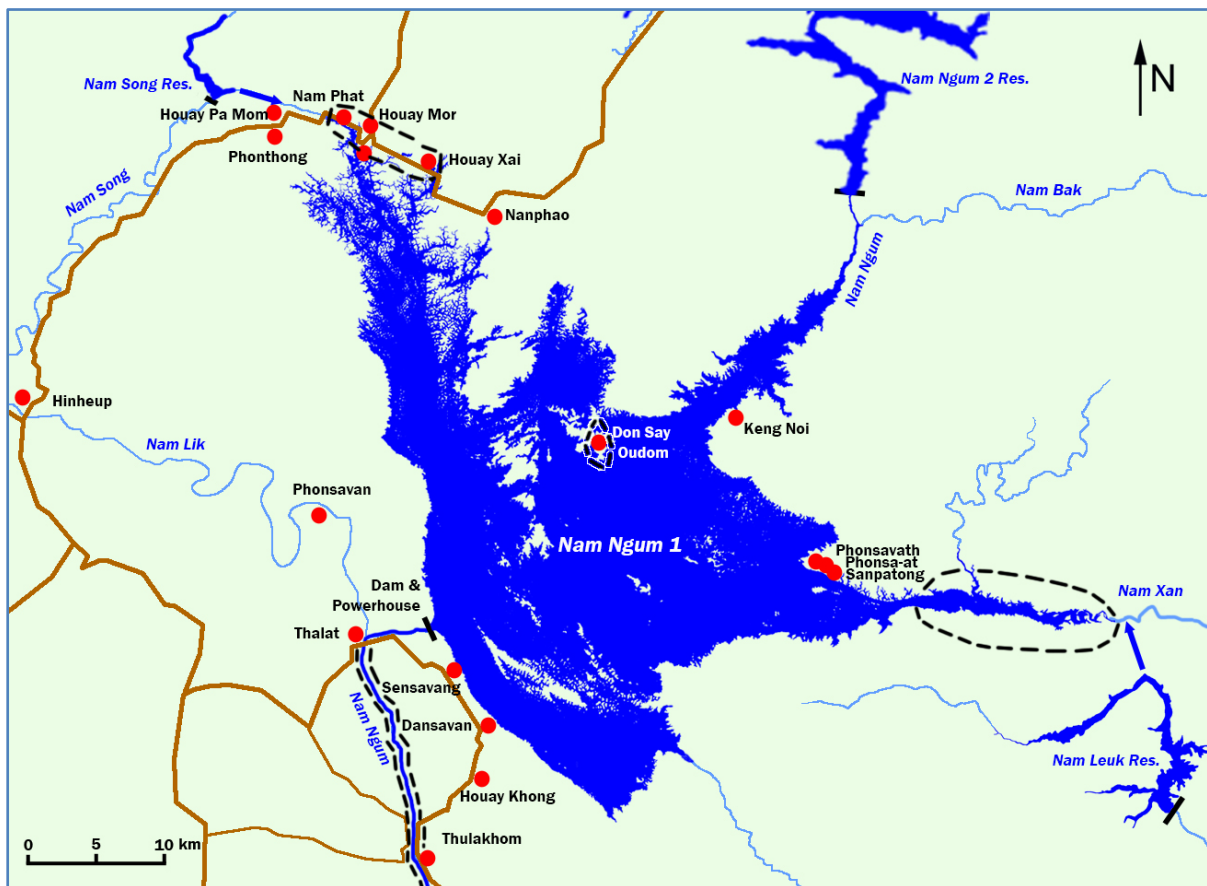 Nam Song Res.
Nam Phat
Houay Pa Mom
Houay Mor
Phonthong
Houay Xai
Nam Song
Nanphao
Nam Ngum 2 Res.
N
Nam Bak
Nam Ngum
Hinheup
Nam Lik
Keng Noi
Don Say
Oudom
Phonsavan
Nam Ngum 1
Phonsavath
Phonsa-at
Sanpatong
Nam Xan
Dam &
Powerhouse
Thalat
Sensavang
Nam Ngum
Dansavan
Houay Khong
Nam Leuk Res.
Thulakhom
0 5 10 km